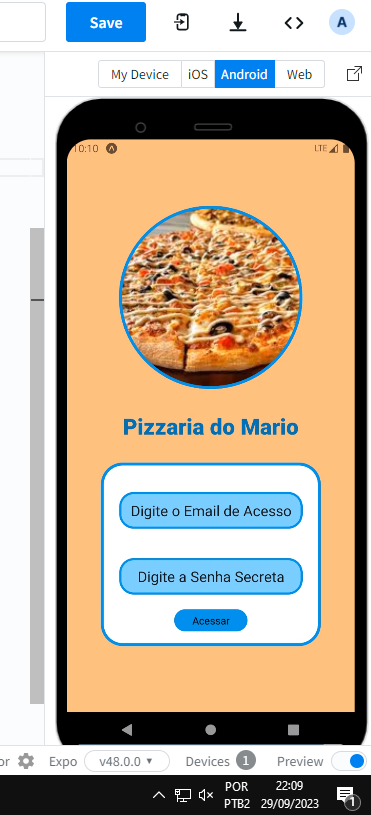 Save
A
My Device iOS Android Web
10:10 A LTE
Pizzaria do Mario
Digite o Email de Acesso
Digite a Senha Secreta
Acessar
or Expo v48.0.0 Devices 1 Preview
POR 22:09
PTB2 29/09/2023 1